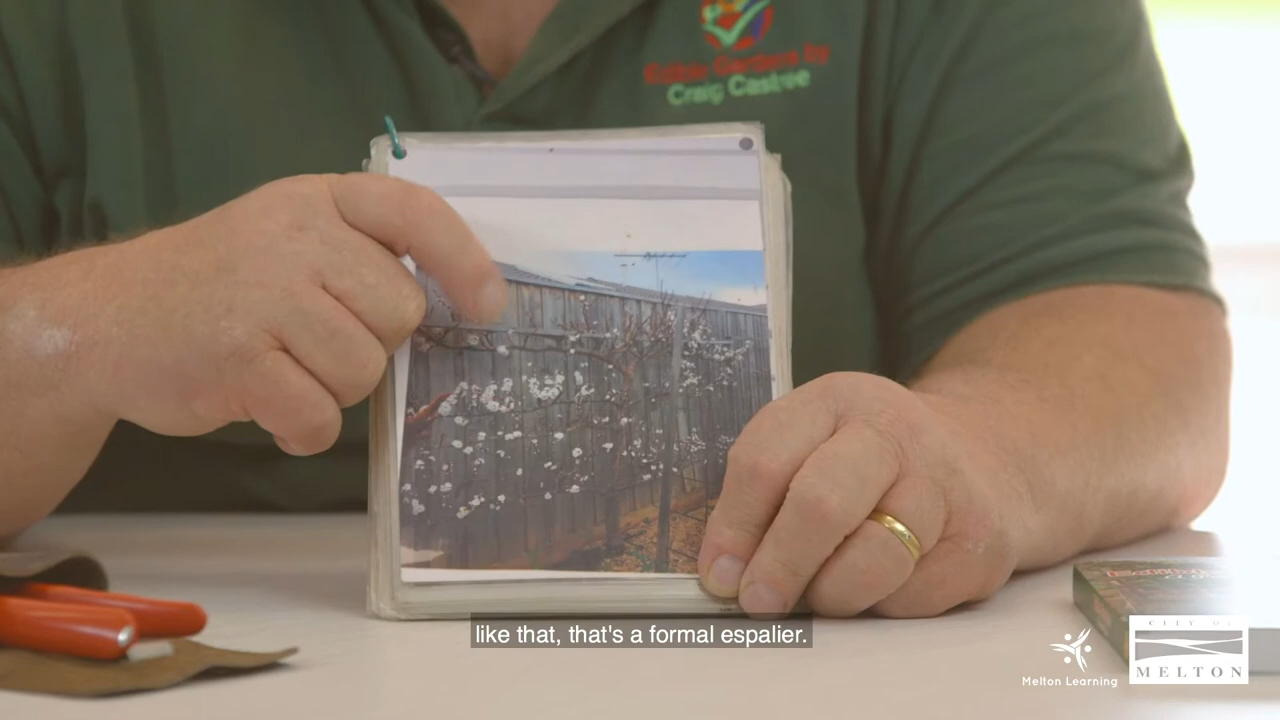 Edible Gardens by
Craig Castree
like that, that's a formal espalier.
Melton Learning
CITY OF
MELTON